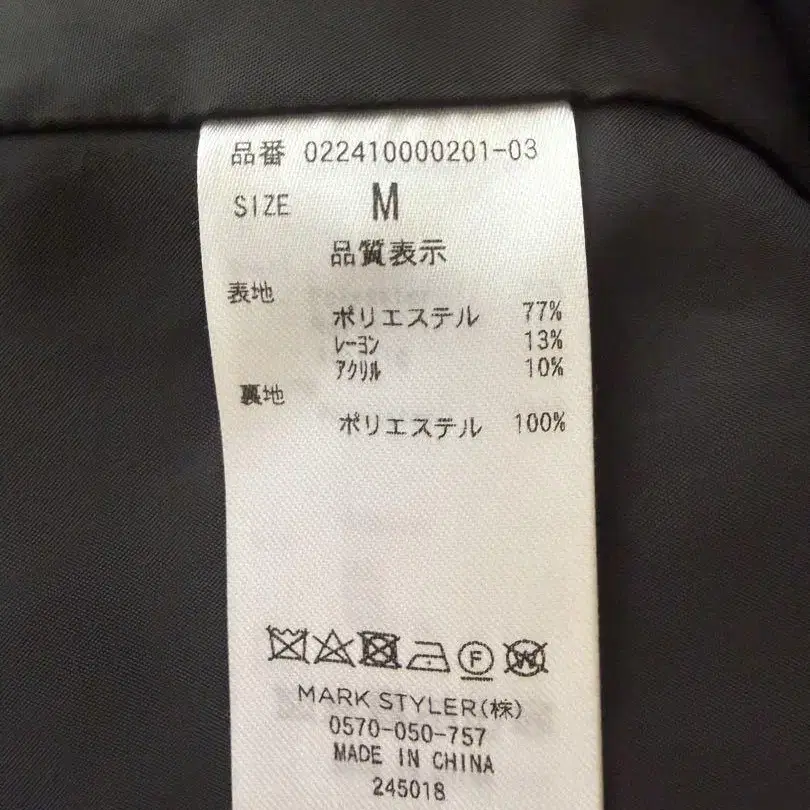 品番 022410000201-03
SIZE M
品質表示
表地
ポリエステル 77%
レーヨン 13%
アクリル 10%
裏地
ポリエステル 100%
F W
MARK STYLER(株)
0570-050-757
MADE IN CHINA
245018